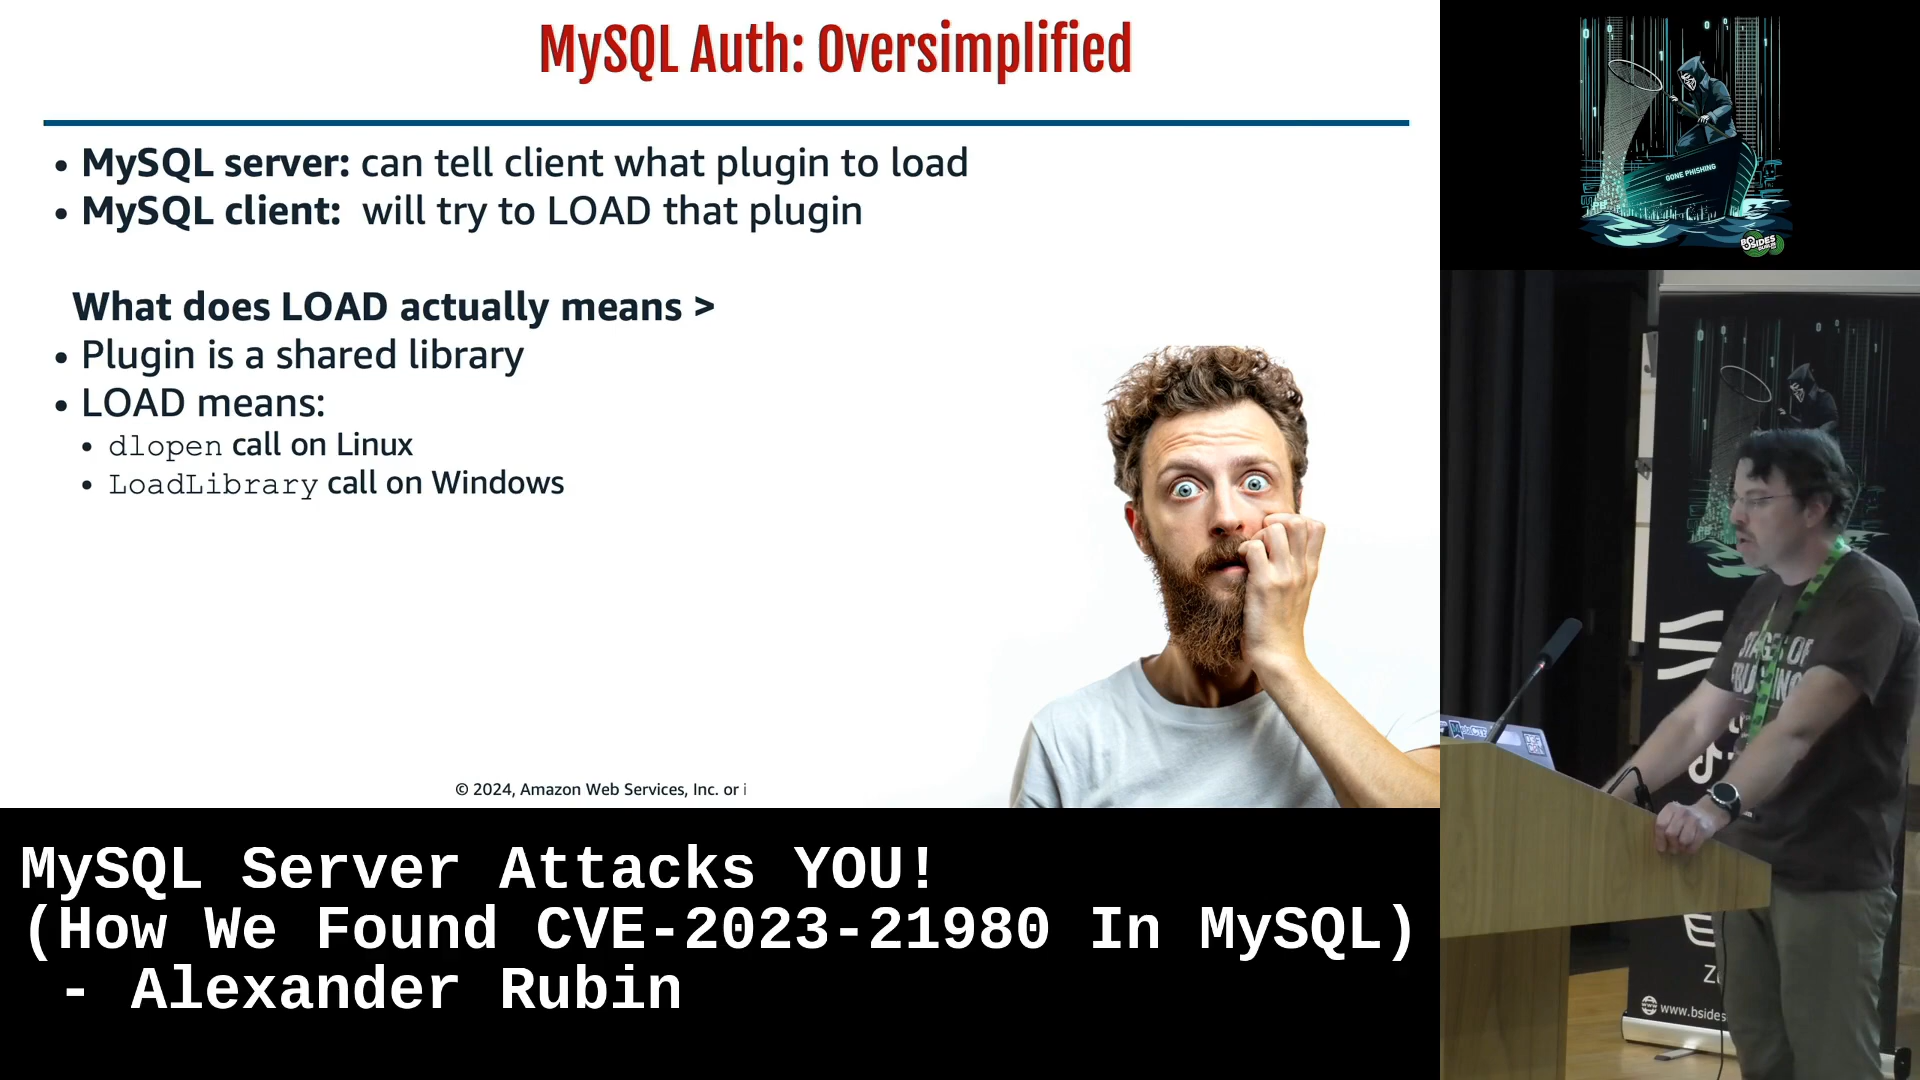 MySQL Auth: Oversimplified
• MySQL server: can tell client what plugin to load
• MySQL client: will try to LOAD that plugin
What does LOAD actually means >
• Plugin is a shared library
• LOAD means:
• dlopen call on Linux
• LoadLibrary call on Windows
© 2024, Amazon Web Services, Inc. or i
MySQL Server Attacks YOU!
(How We Found CVE-2023-21980 In MySQL)
- Alexander Rubin
GONE PHISHING
BSIDES
www.bsides